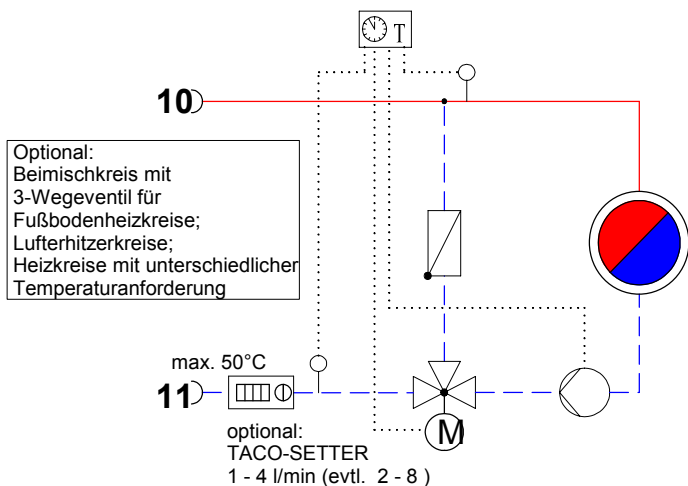 T
10
Optional:
Beimischkreis mit
3-Wegeventil für
Fußbodenheizkreise;
Lufterhitzerkreise;
Heizkreise mit unterschiedlicher
Temperaturanforderung
max. 50°C
11
M
optional:
TACO-SETTER
1 - 4 l/min (evtl. 2 - 8 )